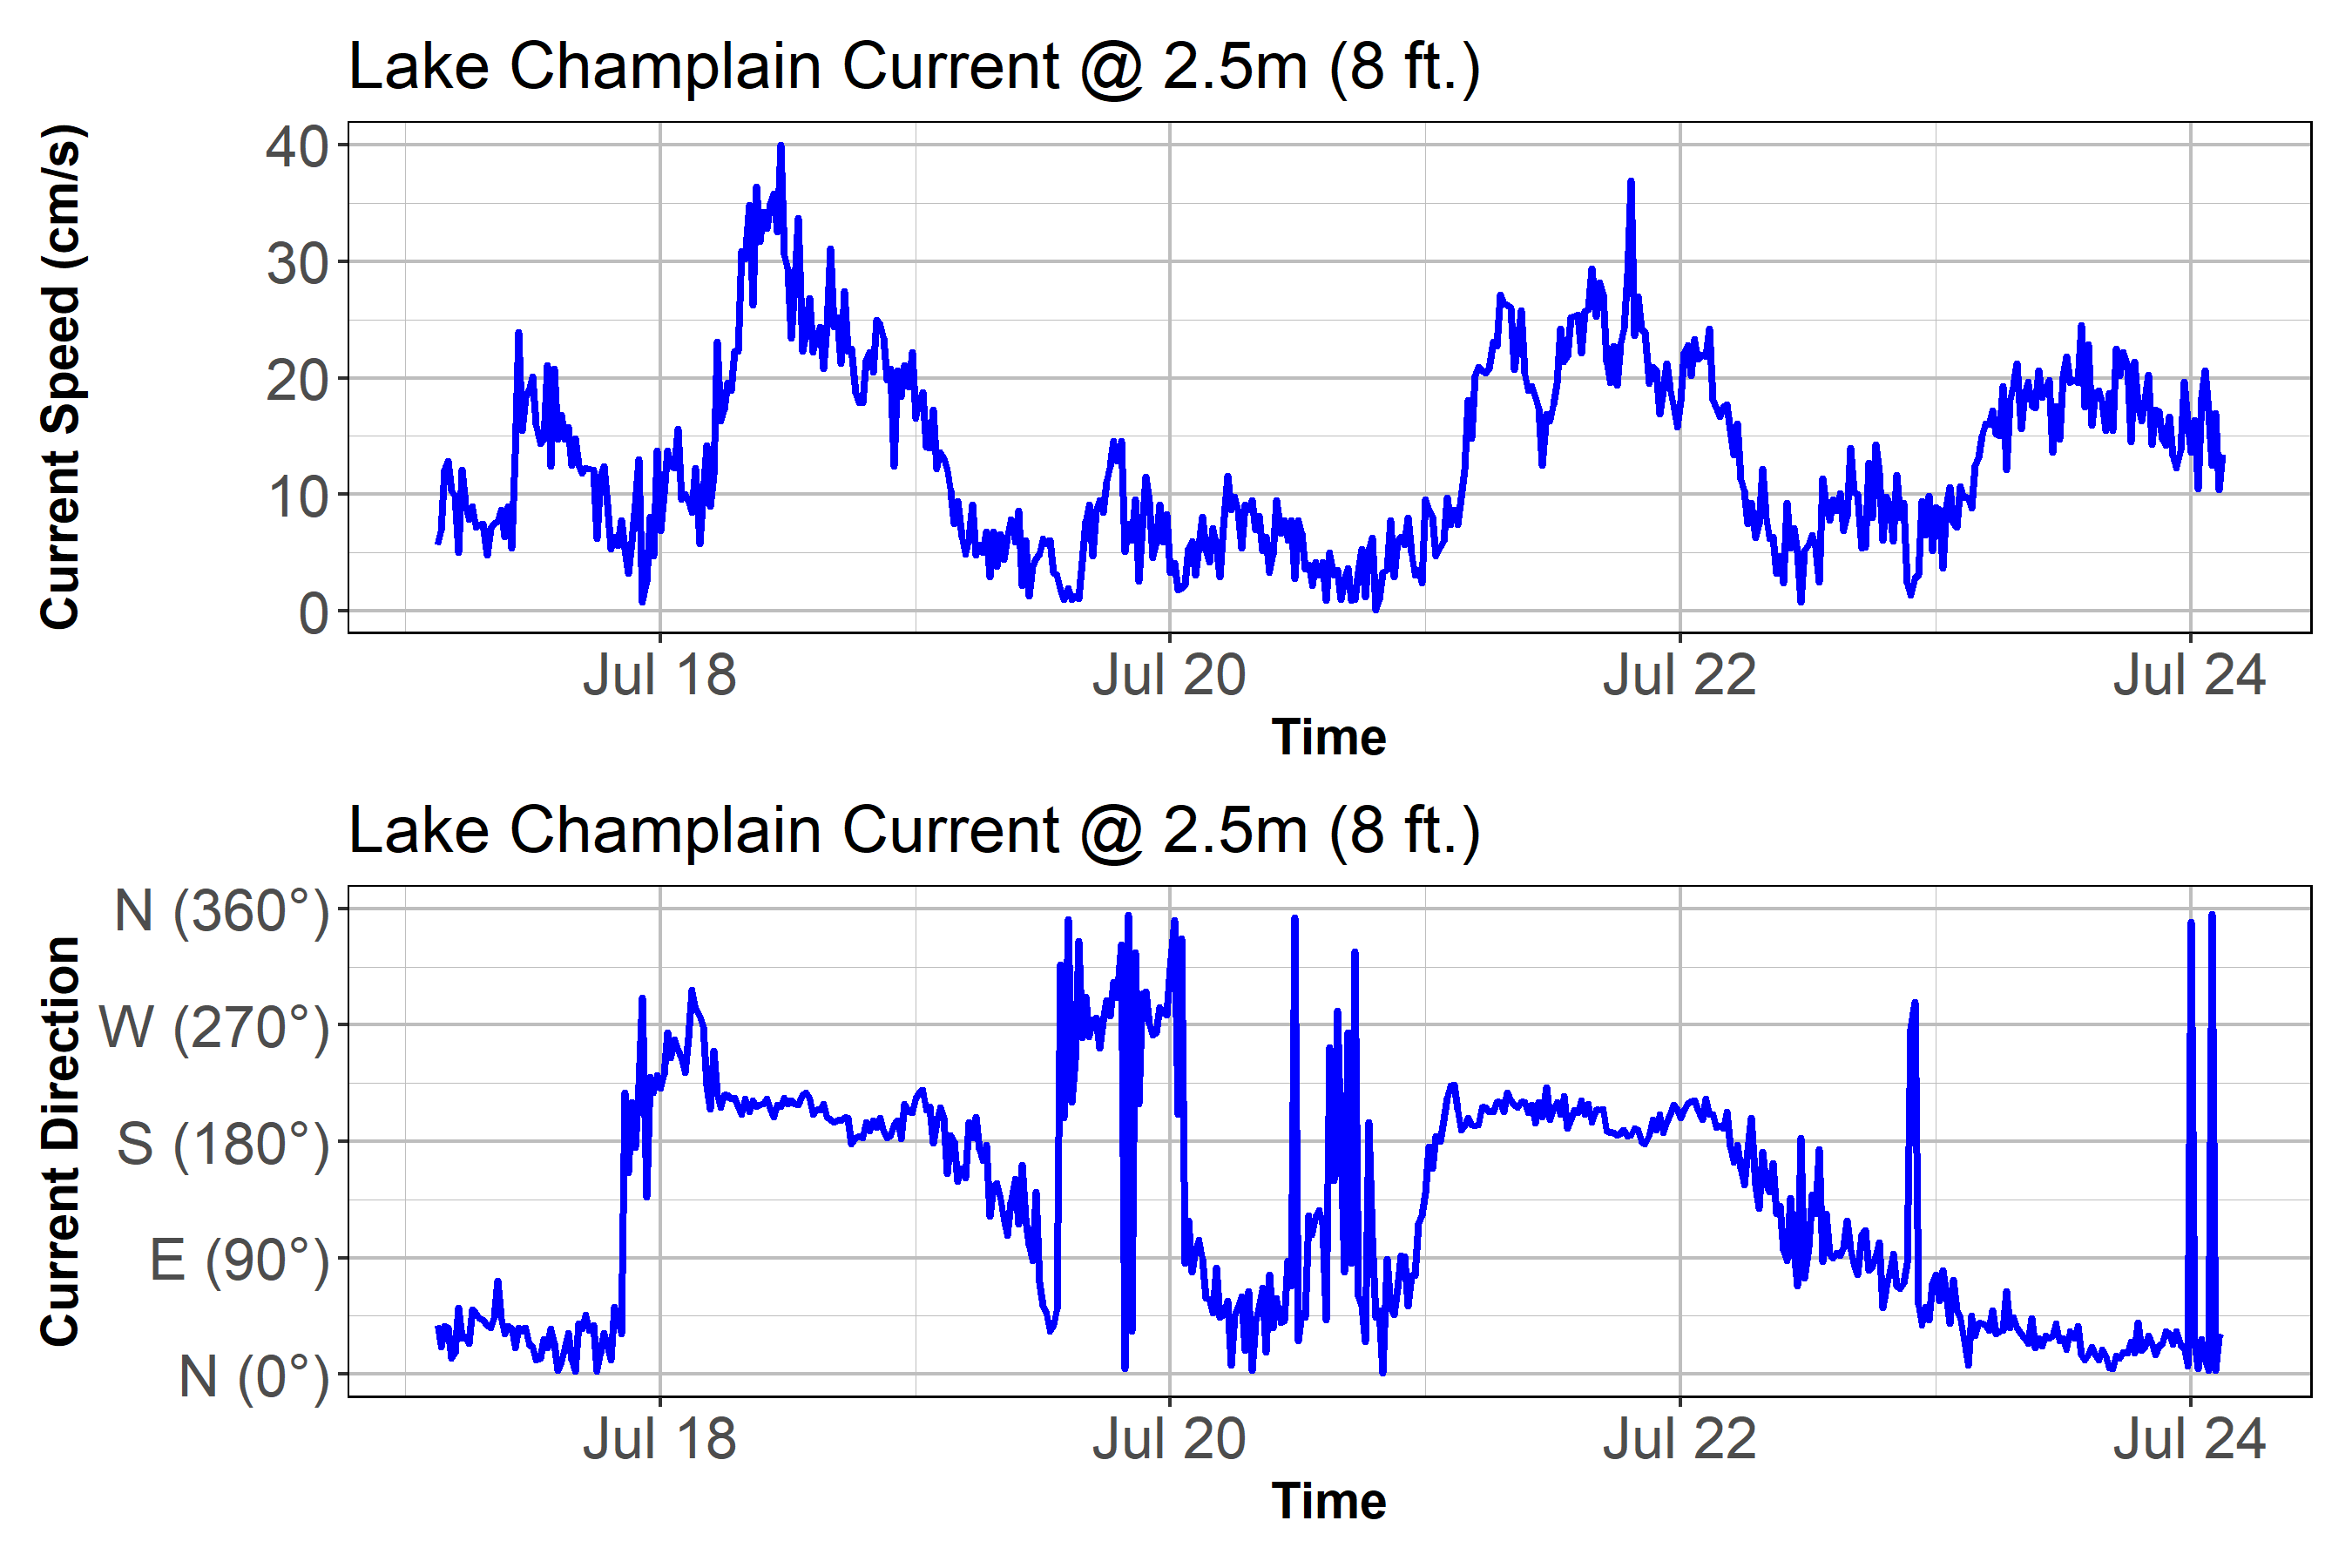 Lake Champlain Current @ 2.5m (8 ft.)
Current Speed (cm/s)
40
30
20
10
0
Jul 18 Jul 20 Jul 22 Jul 24
Time
Lake Champlain Current @ 2.5m (8 ft.)
Current Direction
N (360°)
W (270°)
S (180°)
E (90°)
N (0°)
Jul 18 Jul 20 Jul 22 Jul 24
Time